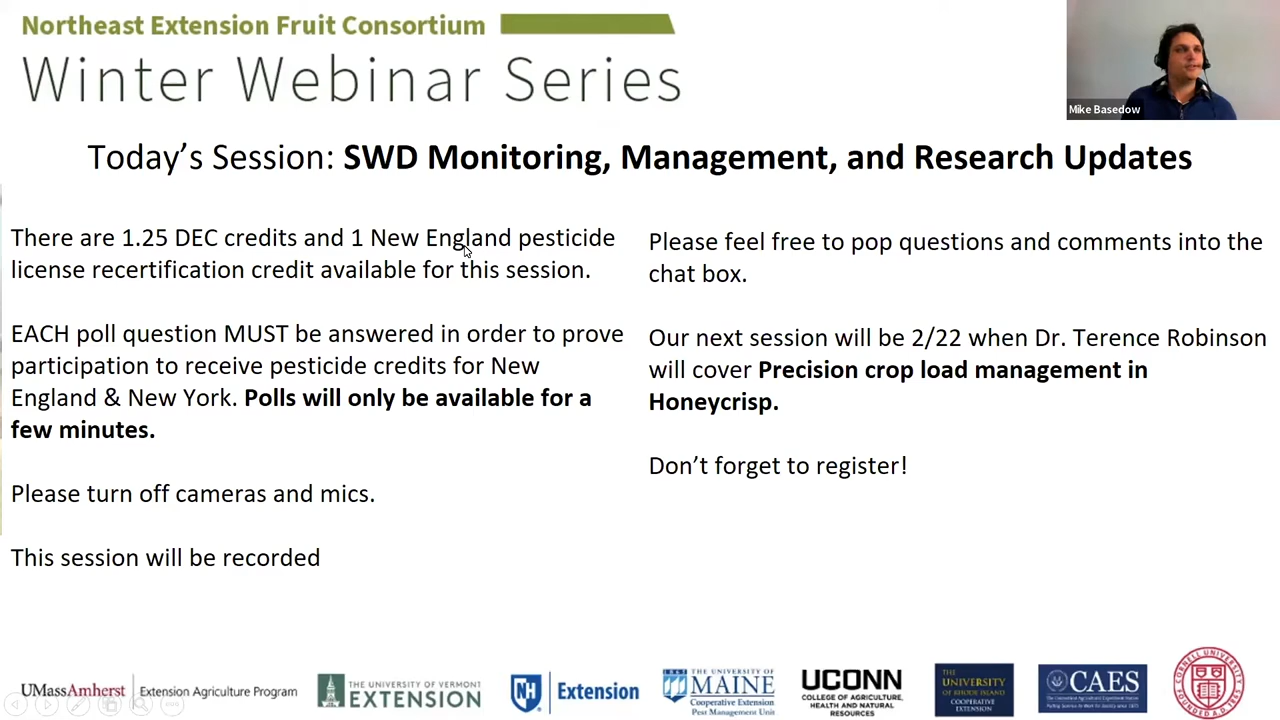 Northeast Extension Fruit Consortium
Winter Webinar Series
Mike Basedow
Today's Session: SWD Monitoring, Management, and Research Updates
There are 1.25 DEC credits and 1 New England pesticide
license recertification credit available for this session.
EACH poll question MUST be answered in order to prove
participation to receive pesticide credits for New
England & New York. Polls will only be available for a
few minutes.
Please turn off cameras and mics.
This session will be recorded
Please feel free to pop questions and comments into the
chat box.
Our next session will be 2/22 when Dr. Terence Robinson
will cover Precision crop load management in
Honeycrisp.
Don't forget to register!
UMassAmherst
Extension Agriculture Program
THE UNIVERSITY OF VERMONT
EXTENSION
NH
Extension
THE UNIVERSITY OF
MAINE
Cooperative Extension
Pest Management Unit
UCONN
COLLEGE OF AGRICULTURE,
HEALTH AND NATURAL
RESOURCES
THE
UNIVERSITY
OF RHODE ISLAND
COOPERATIVE
EXTENSION
CAES
The Connecticut Agricultural Experiment Station
CORNELL UNIVERSITY